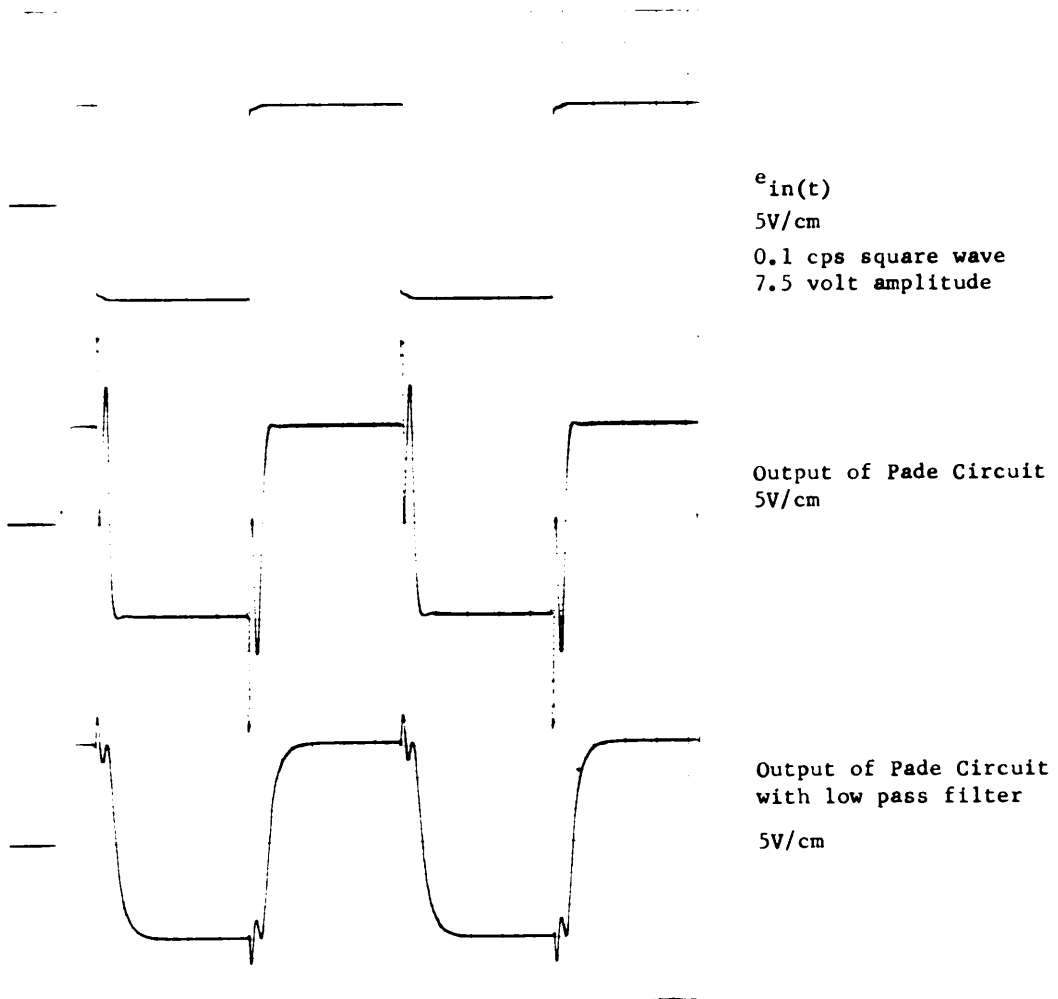 e in(t)
5V/cm
0.1 cps square wave
7.5 volt amplitude
Output of Pade Circuit
5V/cm
Output of Pade Circuit
with low pass filter
5V/cm